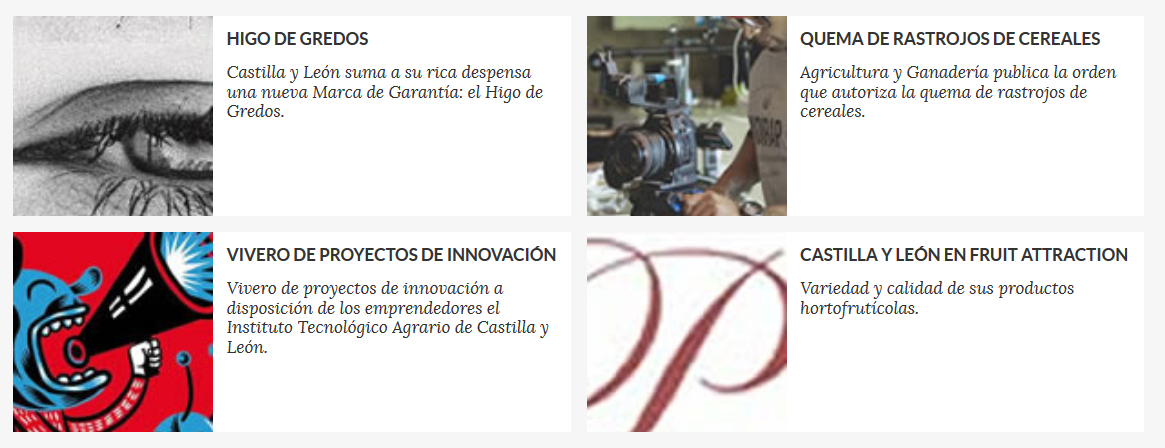 HIGO DE GREDOS
Castilla y León suma a su rica despensa
una nueva Marca de Garantía: el Higo de
Gredos.
QUEMA DE RASTROJOS DE CEREALES
Agricultura y Ganadería publica la orden
que autoriza la quema de rastrojos de
cereales.
VIVERO DE PROYECTOS DE INNOVACIÓN
Vivero de proyectos de innovación a
disposición de los emprendedores el
Instituto Tecnológico Agrario de Castilla y
León.
CASTILLA Y LEÓN EN FRUIT ATTRACTION
Variedad y calidad de sus productos
hortofrutícolas.